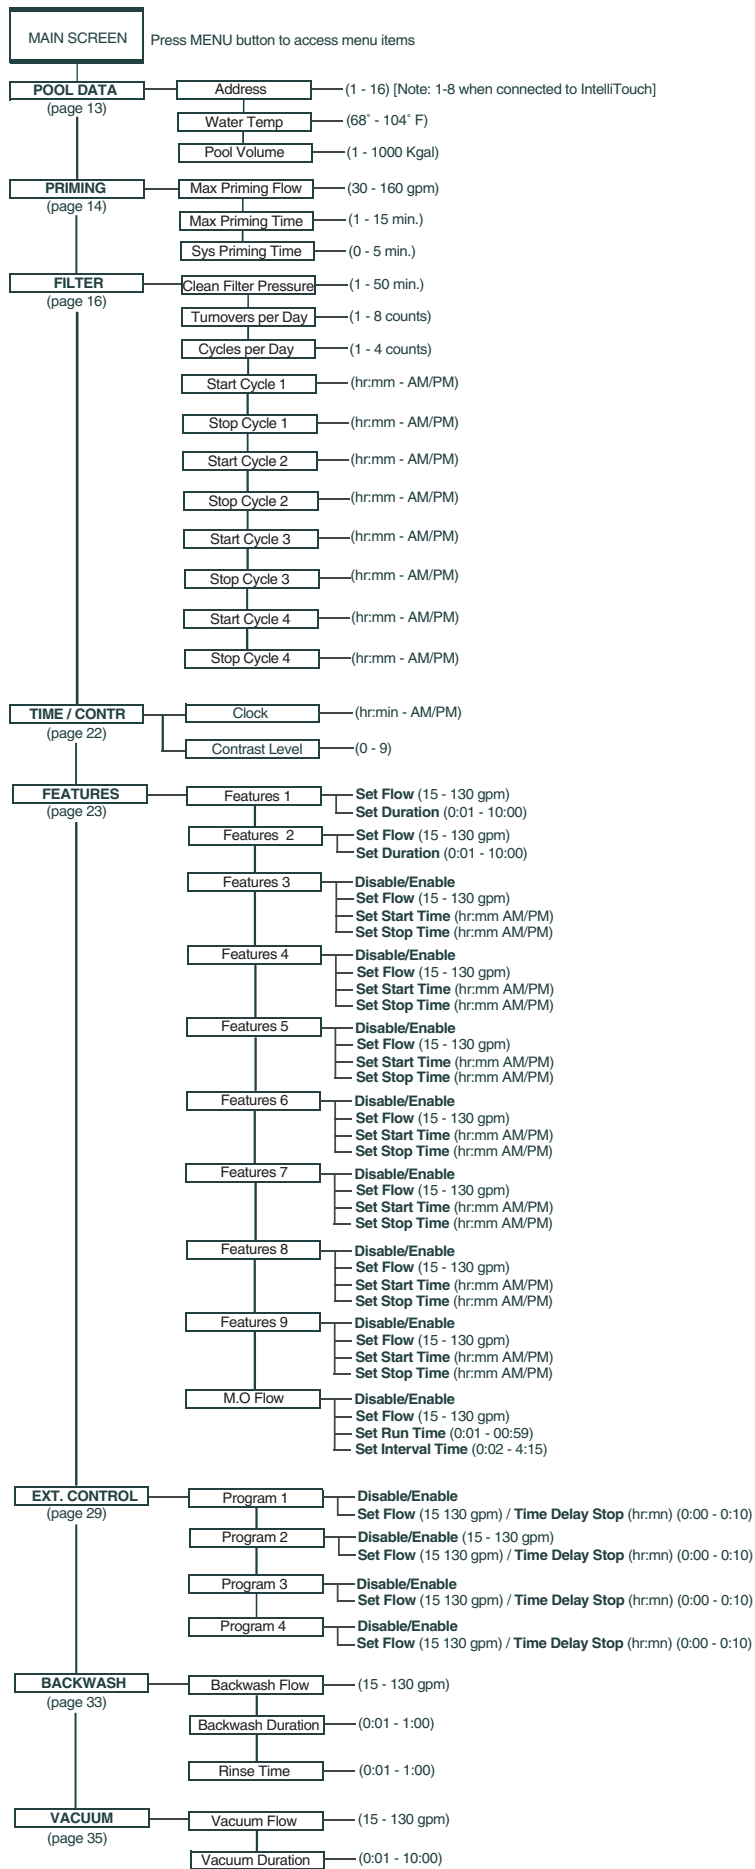 MAIN SCREEN Press MENU button to access menu items
POOL DATA Address (1 - 16) [Note: 1-8 when connected to IntelliTouch]
(page 13)
Water Temp (68° - 104° F)
Pool Volume (1 - 1000 Kgal)
PRIMING Max Priming Flow (30 - 160 gpm)
(page 14)
Max Priming Time (1 - 15 min.)
Sys Priming Time (0 - 5 min.)
FILTER Clean Filter Pressure (1 - 50 min.)
(page 16)
Turnovers per Day (1 - 8 counts)
Cycles per Day (1 - 4 counts)
Start Cycle 1 (hr:mm - AM/PM)
Stop Cycle 1 (hr:mm - AM/PM)
Start Cycle 2 (hr:mm - AM/PM)
Stop Cycle 2 (hr:mm - AM/PM)
Start Cycle 3 (hr:mm - AM/PM)
Stop Cycle 3 (hr:mm - AM/PM)
Start Cycle 4 (hr:mm - AM/PM)
Stop Cycle 4 (hr:mm - AM/PM)
TIME / CONTR Clock (hr:min - AM/PM)
(page 22)
Contrast Level (0 - 9)
FEATURES Features 1 Set Flow (15 - 130 gpm)
(page 23) Set Duration (0:01 - 10:00)
Features 2 Set Flow (15 - 130 gpm)
Set Duration (0:01 - 10:00)
Features 3 Disable/Enable
Set Flow (15 - 130 gpm)
Set Start Time (hr:mm AM/PM)
Set Stop Time (hr:mm AM/PM)
Features 4 Disable/Enable
Set Flow (15 - 130 gpm)
Set Start Time (hr:mm AM/PM)
Set Stop Time (hr:mm AM/PM)
Features 5 Disable/Enable
Set Flow (15 - 130 gpm)
Set Start Time (hr:mm AM/PM)
Set Stop Time (hr:mm AM/PM)
Features 6 Disable/Enable
Set Flow (15 - 130 gpm)
Set Start Time (hr:mm AM/PM)
Set Stop Time (hr:mm AM/PM)
Features 7 Disable/Enable
Set Flow (15 - 130 gpm)
Set Start Time (hr:mm AM/PM)
Set Stop Time (hr:mm AM/PM)
Features 8 Disable/Enable
Set Flow (15 - 130 gpm)
Set Start Time (hr:mm AM/PM)
Set Stop Time (hr:mm AM/PM)
Features 9 Disable/Enable
Set Flow (15 - 130 gpm)
Set Start Time (hr:mm AM/PM)
Set Stop Time (hr:mm AM/PM)
M.O Flow Disable/Enable
Set Flow (15 - 130 gpm)
Set Run Time (0:01 - 00:59)
Set Interval Time (0:02 - 4:15)
EXT. CONTROL Program 1 Disable/Enable
(page 29) Set Flow (15 130 gpm) / Time Delay Stop (hr:mn) (0:00 - 0:10)
Program 2 Disable/Enable (15 - 130 gpm)
Set Flow (15 130 gpm) / Time Delay Stop (hr:mn) (0:00 - 0:10)
Program 3 Disable/Enable
Set Flow (15 130 gpm) / Time Delay Stop (hr:mn) (0:00 - 0:10)
Program 4 Disable/Enable
Set Flow (15 130 gpm) / Time Delay Stop (hr:mn) (0:00 - 0:10)
BACKWASH Backwash Flow (15 - 130 gpm)
(page 33)
Backwash Duration (0:01 - 1:00)
Rinse Time (0:01 - 1:00)
VACUUM Vacuum Flow (15 - 130 gpm)
(page 35)
Vacuum Duration (0:01 - 10:00)